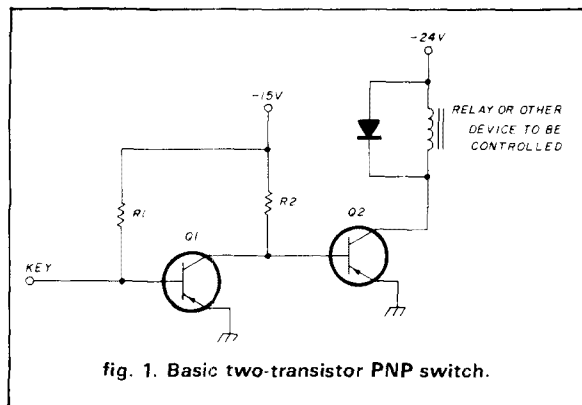 -24V
-15V
RELAY OR OTHER
DEVICE TO BE
CONTROLLED
R1
R2
Q1
Q2
KEY
fig. 1. Basic two-transistor PNP switch.